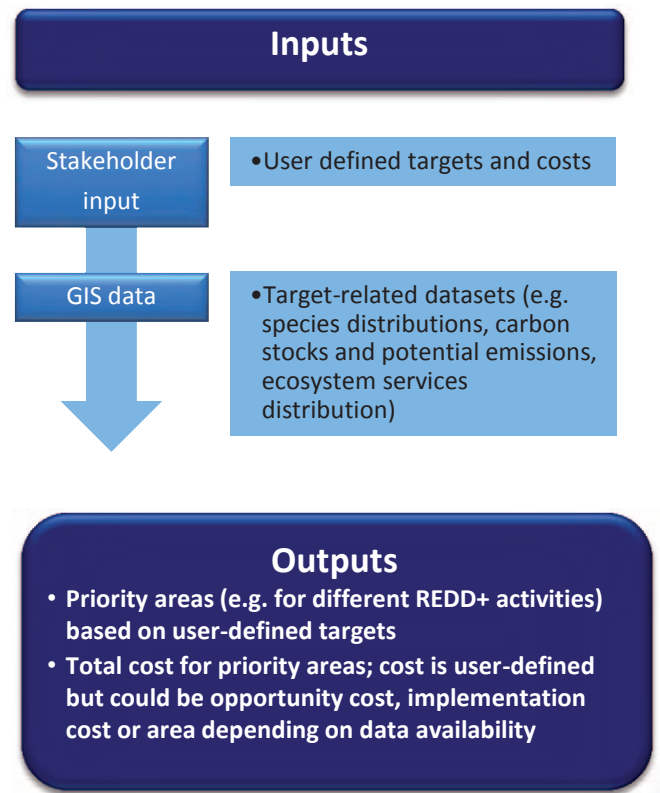 Inputs
Stakeholder
input
•User defined targets and costs
GIS data
•Target-related datasets (e.g.
species distributions, carbon
stocks and potential emissions,
ecosystem services
distribution)
Outputs
• Priority areas (e.g. for different REDD+ activities)
based on user-defined targets
• Total cost for priority areas; cost is user-defined
but could be opportunity cost, implementation
cost or area depending on data availability